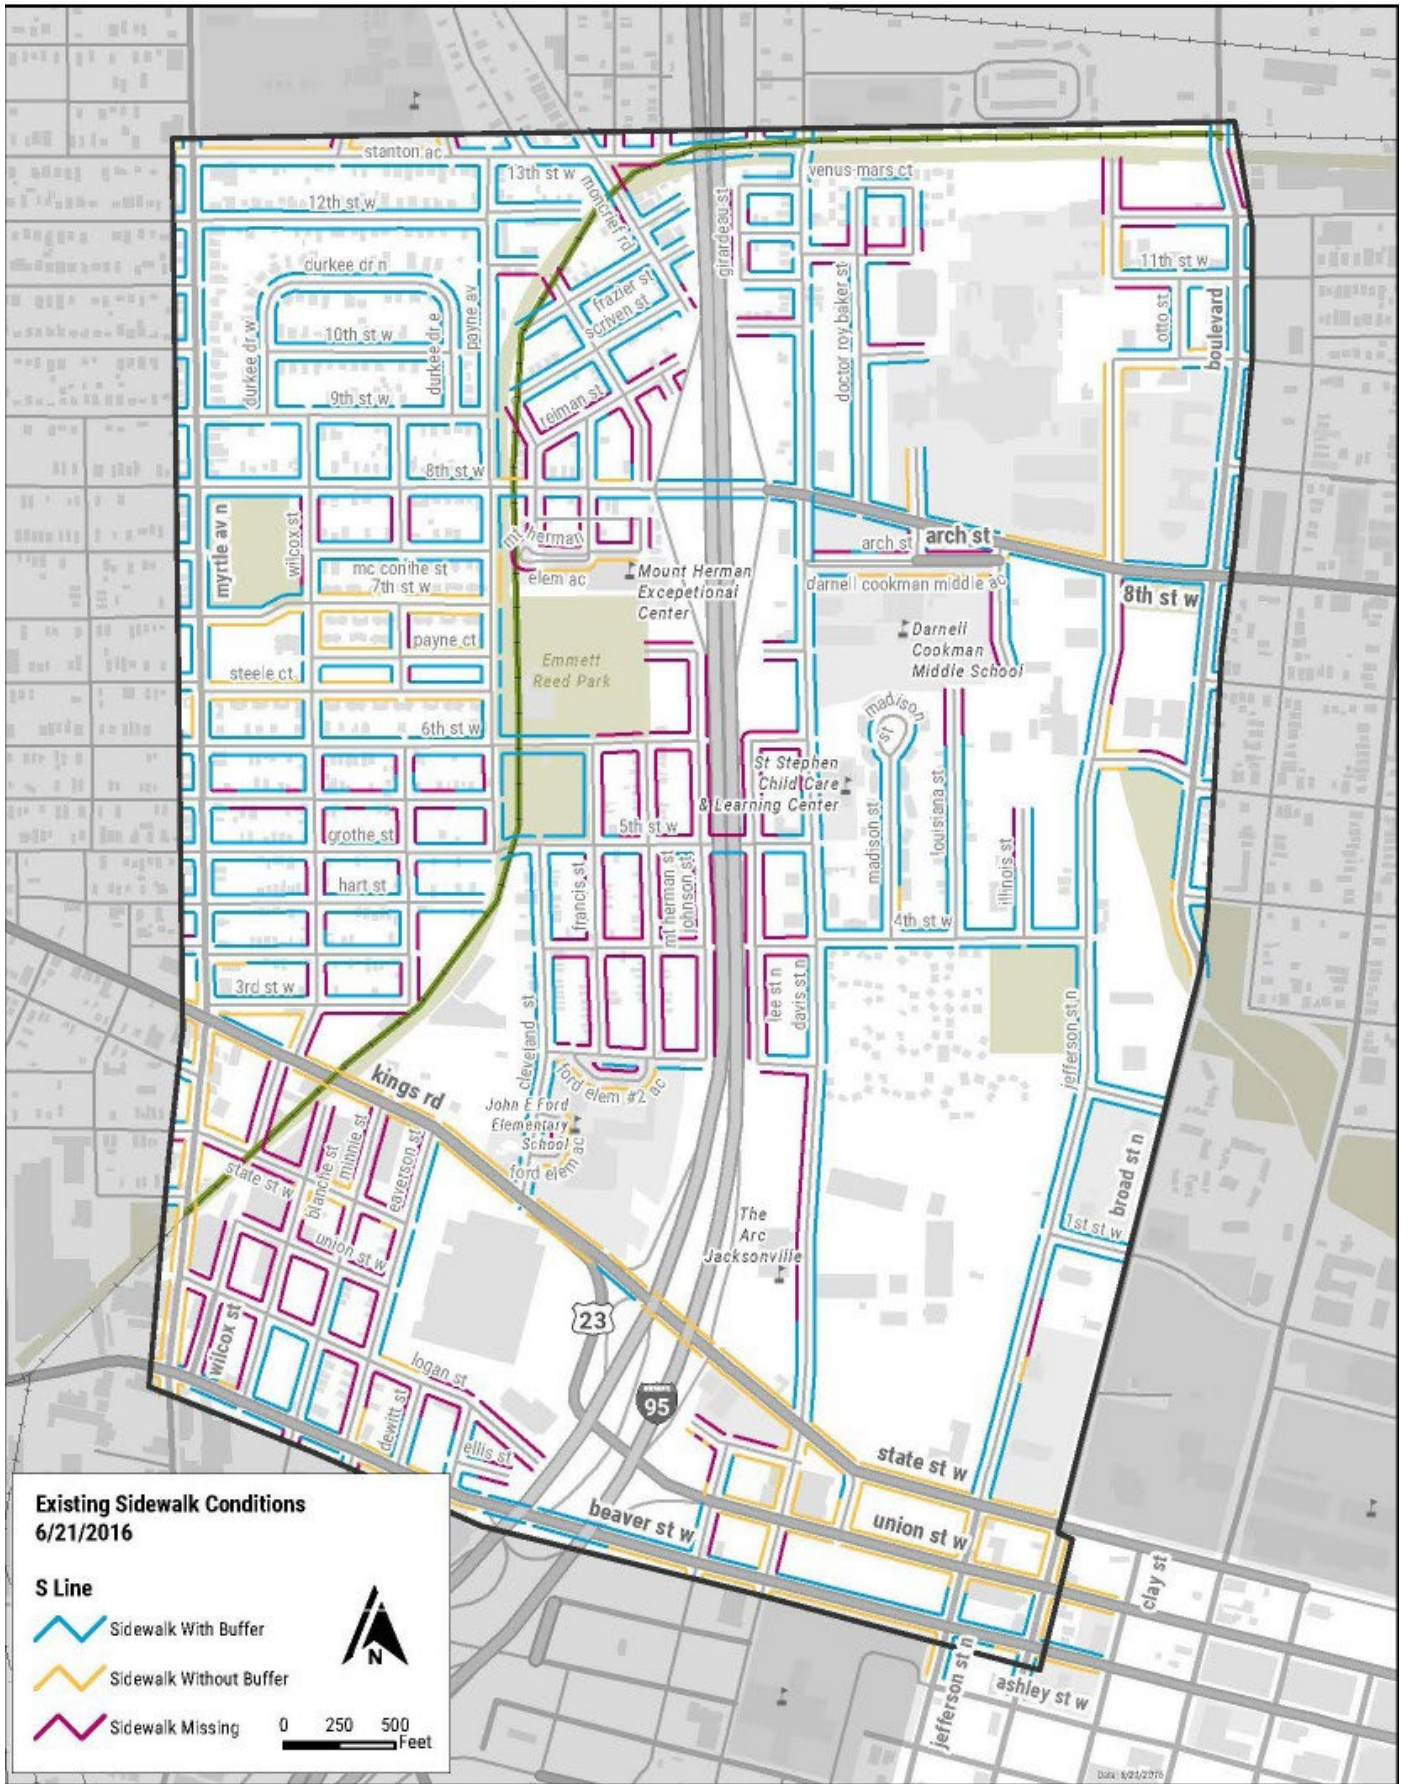 stanton ac
13th st w
moncrief rd
venus-mars ct
12th st w
girardeau st
durkee dr n
payne av
frazier st
scriven st
doctor roy baker st
11th st w
otto st
boulevard
durkee dr w
10th st w
durkee dr e
9th st w
reiman st
8th st w
myrtle av n
wilcox st
mt herman
elem ac
mc conihe st
7th st w
arch st
arch st
Mount Herman
Excepetional
Center
darnell cookman middle ac
8th st w
payne ct
Darnell
Cookman
Middle School
steele ct
Emmett
Reed Park
6th st w
madison
st
St Stephen
Child Care
& Learning Center
grothe st
5th st w
madison st
louisiana st
illinois st
hart st
francis st
mt herman st
johnson st
4th st w
3rd st w
lee st n
davis st n
cleveland st
jefferson st n
kings rd
ford elem #2 ac
John E Ford
Elementary
School
ford elem ac
minnie st
blanche st
eaverson st
state st w
union st w
broad st n
1st st w
The
Arc
Jacksonville
23
wilcox st
logan st
95
dewitt st
ellis st
state st w
beaver st w
union st w
clay st
ashley st w
jefferson st n
Existing Sidewalk Conditions
6/21/2016
S Line
Sidewalk With Buffer
Sidewalk Without Buffer
Sidewalk Missing
N
0 250 500
Feet
Date: 6/21/2016